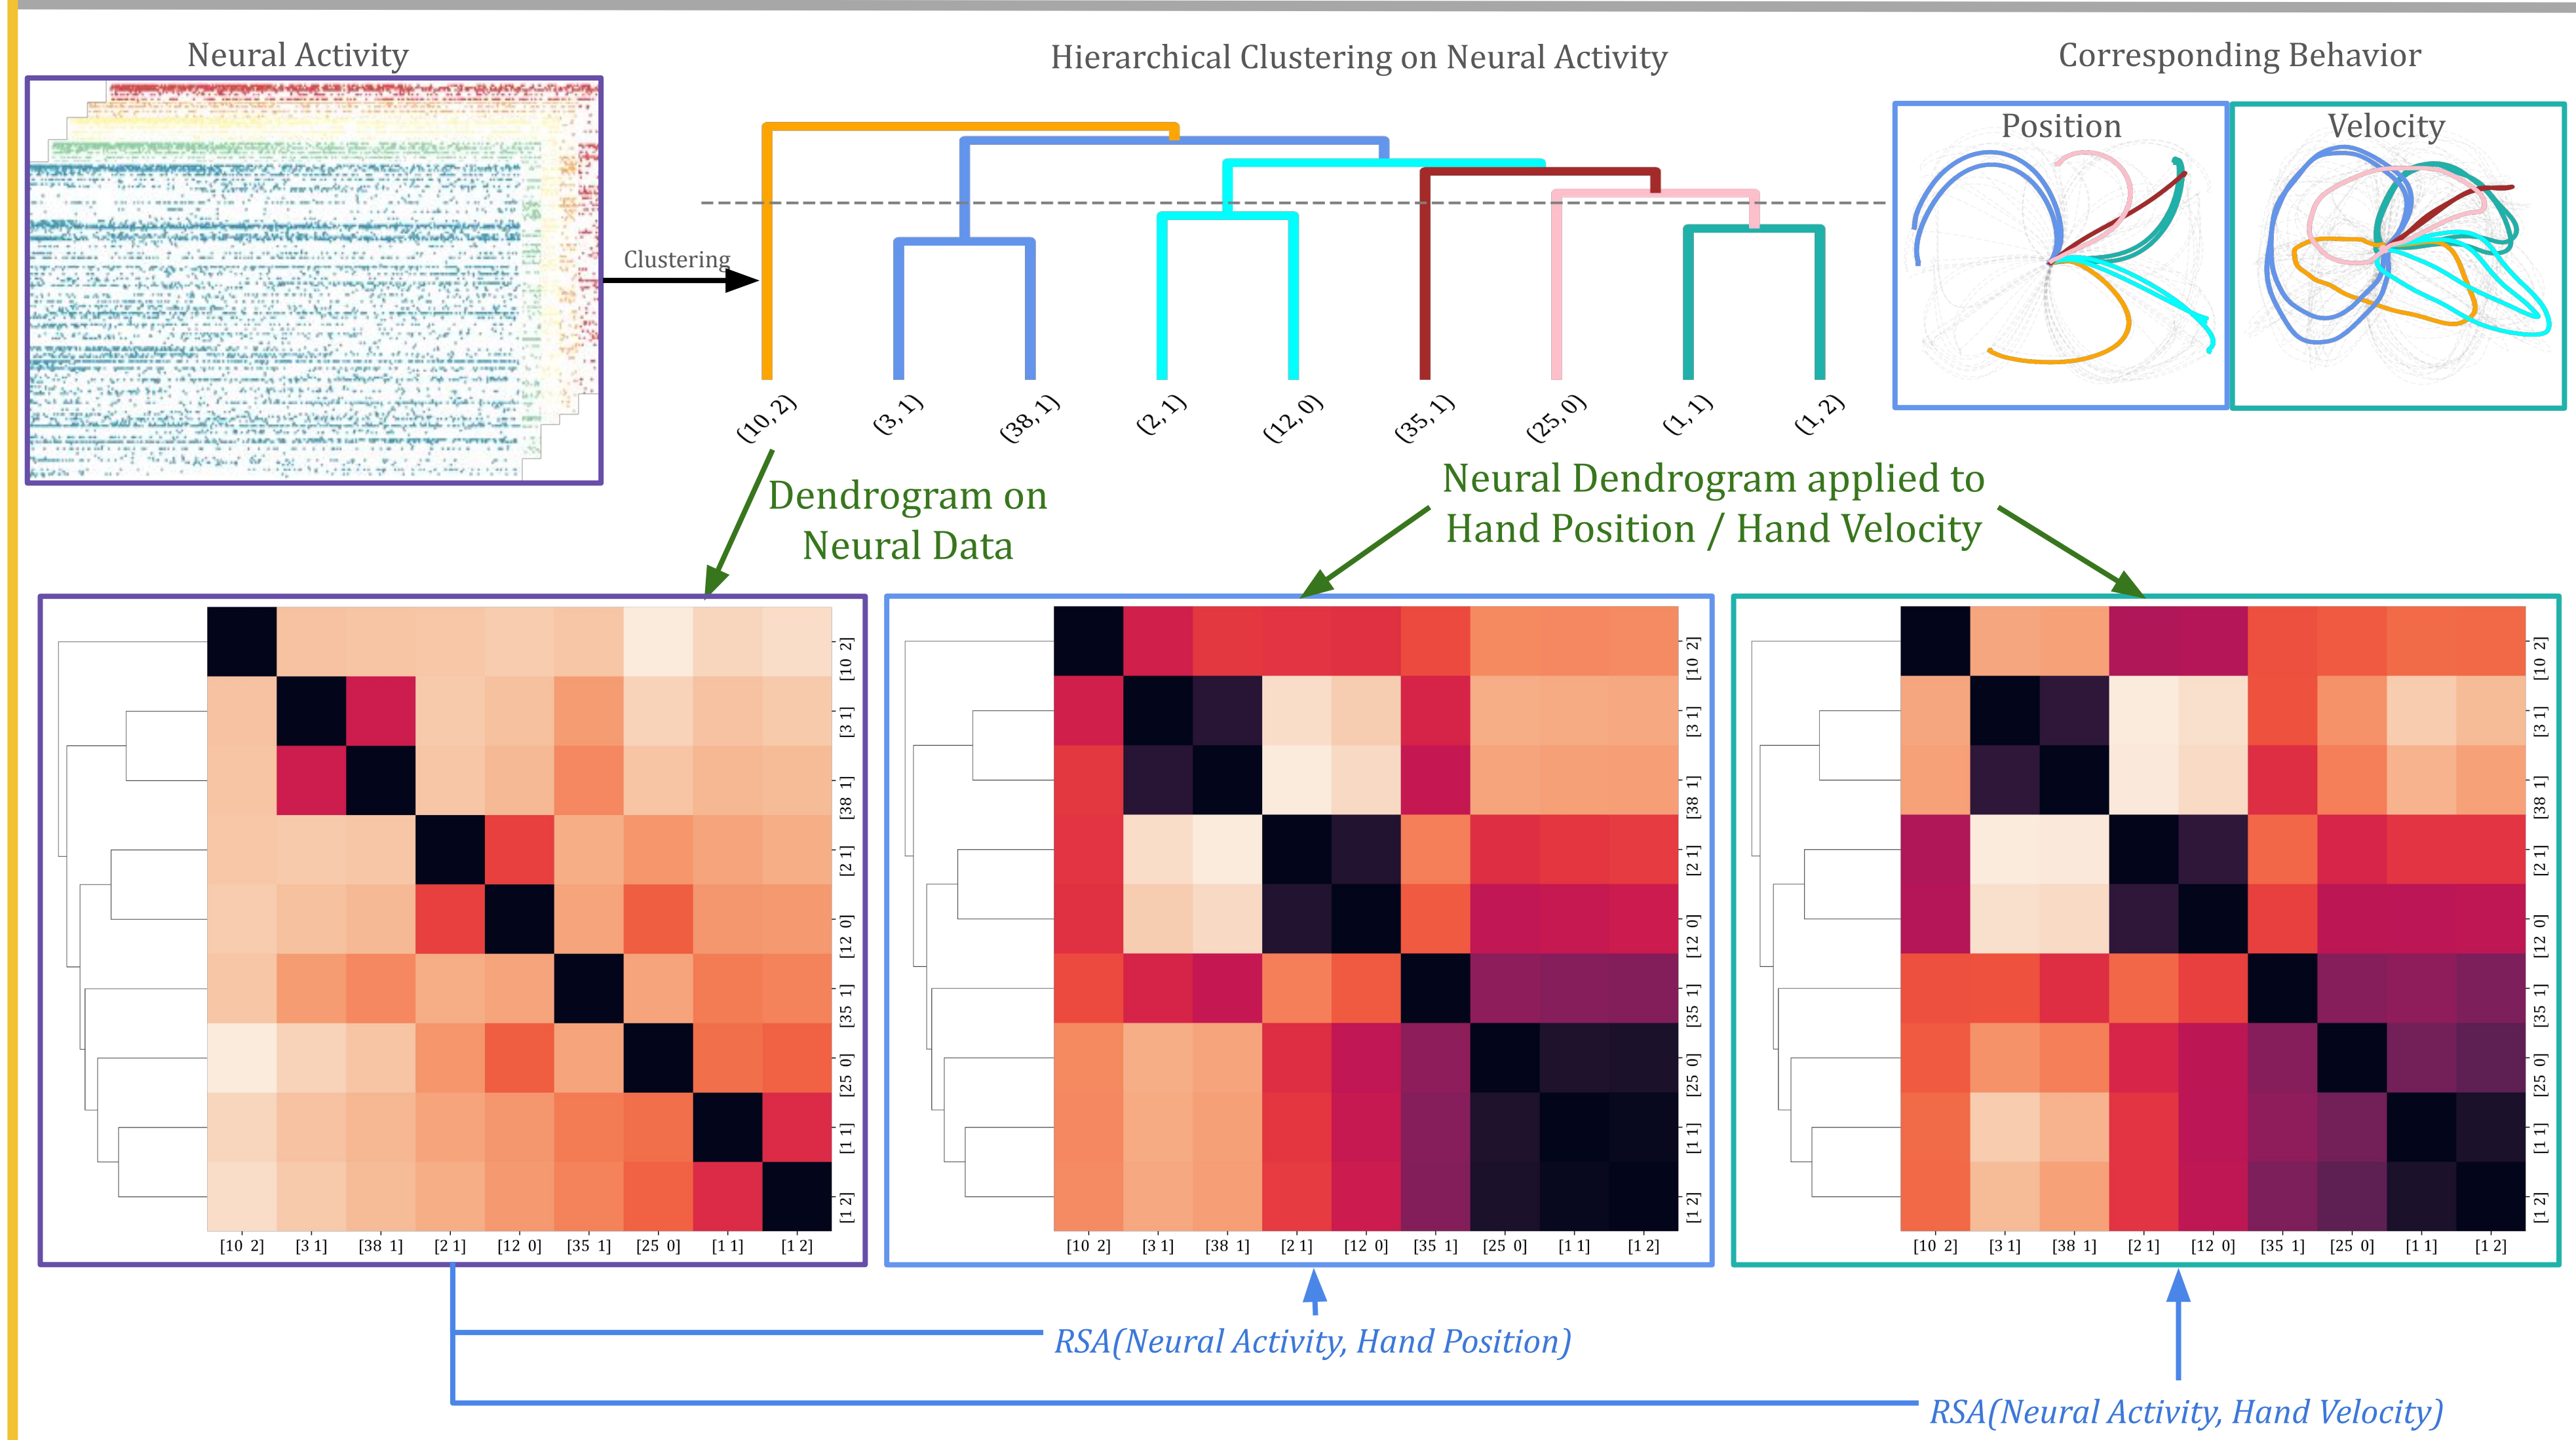 Neural Activity
Hierarchical Clustering on Neural Activity
Corresponding Behavior
Position
Velocity
Clustering
(10, 2)
(3, 1)
(38, 1)
(2, 1)
(12, 0)
(35, 1)
(25, 0)
(1, 1)
(1, 2)
Dendrogram on
Neural Data
Neural Dendrogram applied to
Hand Position / Hand Velocity
[10 2]
[3 1]
[38 1]
[2 1]
[12 0]
[35 1]
[25 0]
[1 1]
[1 2]
[10 2] [3 1] [38 1] [2 1] [12 0] [35 1] [25 0] [1 1] [1 2]
[10 2]
[3 1]
[38 1]
[2 1]
[12 0]
[35 1]
[25 0]
[1 1]
[1 2]
[10 2] [3 1] [38 1] [2 1] [12 0] [35 1] [25 0] [1 1] [1 2]
[10 2]
[3 1]
[38 1]
[2 1]
[12 0]
[35 1]
[25 0]
[1 1]
[1 2]
[10 2] [3 1] [38 1] [2 1] [12 0] [35 1] [25 0] [1 1] [1 2]
RSA(Neural Activity, Hand Position)
RSA(Neural Activity, Hand Velocity)